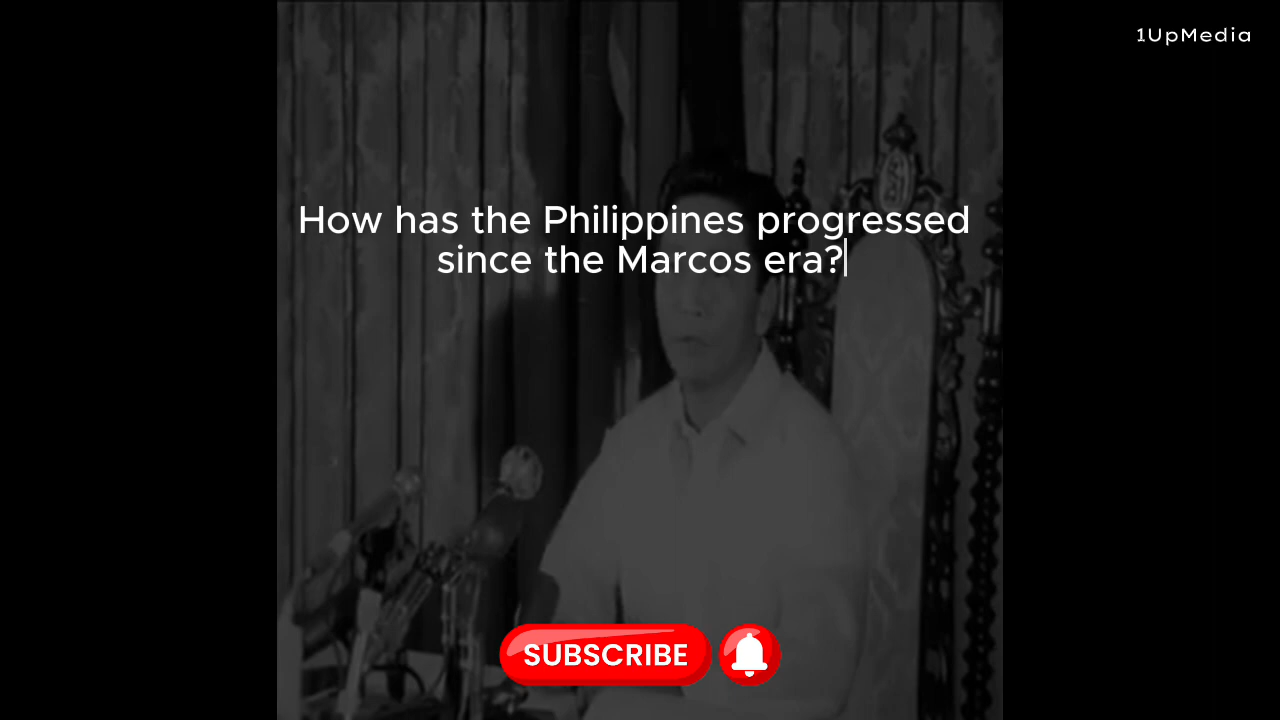 1UpMedia
How has the Philippines progressed
since the Marcos era?
SUBSCRIBE